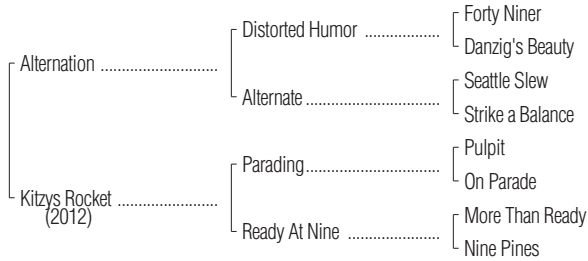 Forty Niner
Distorted Humor ..................
Danzig's Beauty
Alternation .............................
Seattle Slew
Alternate................................
Strike a Balance
Pulpit
Parading................................
On Parade
Kitzys Rocket ........................
(2012)
More Than Ready
Ready At Nine ......................
Nine Pines